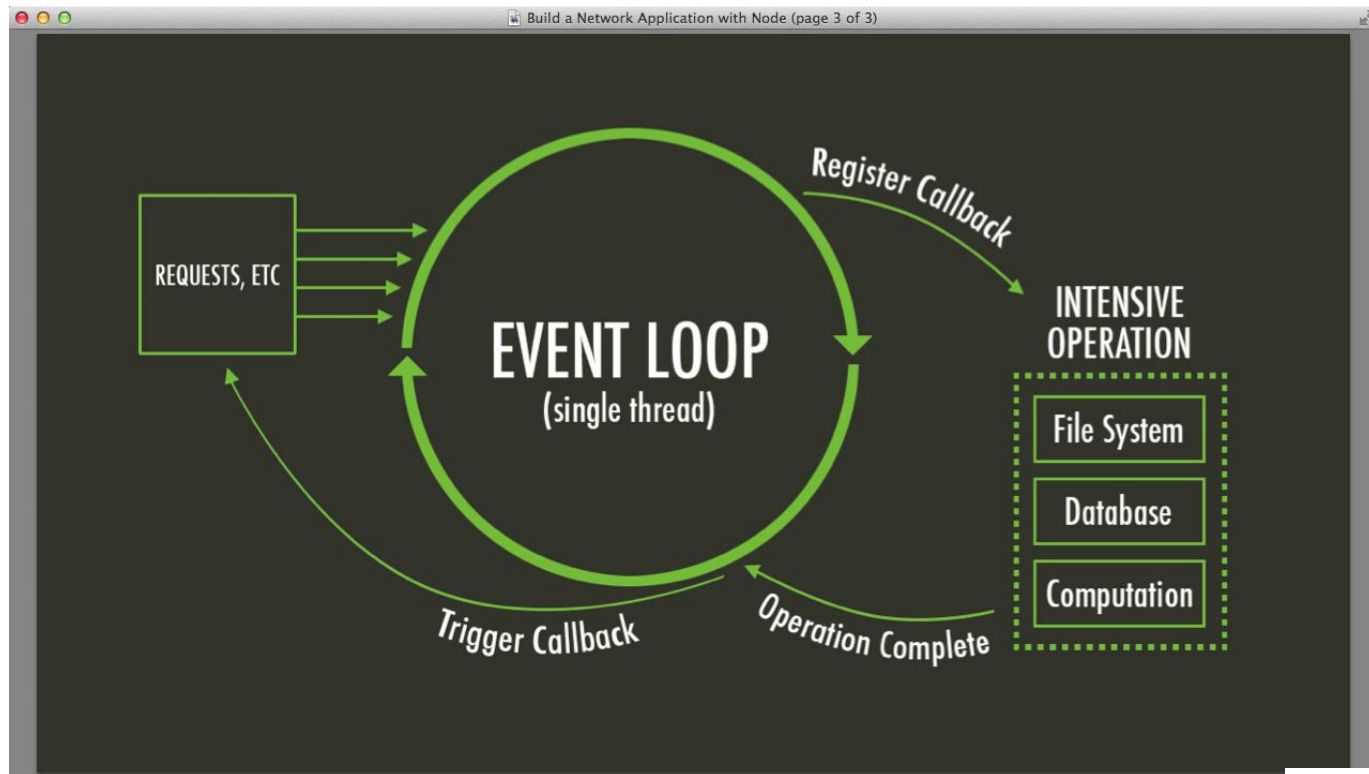 Build a Network Application with Node (page 3 of 3)
Register Callback
REQUESTS, ETC
EVENT LOOP
(single thread)
INTENSIVE
OPERATION
File System
Database
Computation
Operation Complete
Trigger Callback